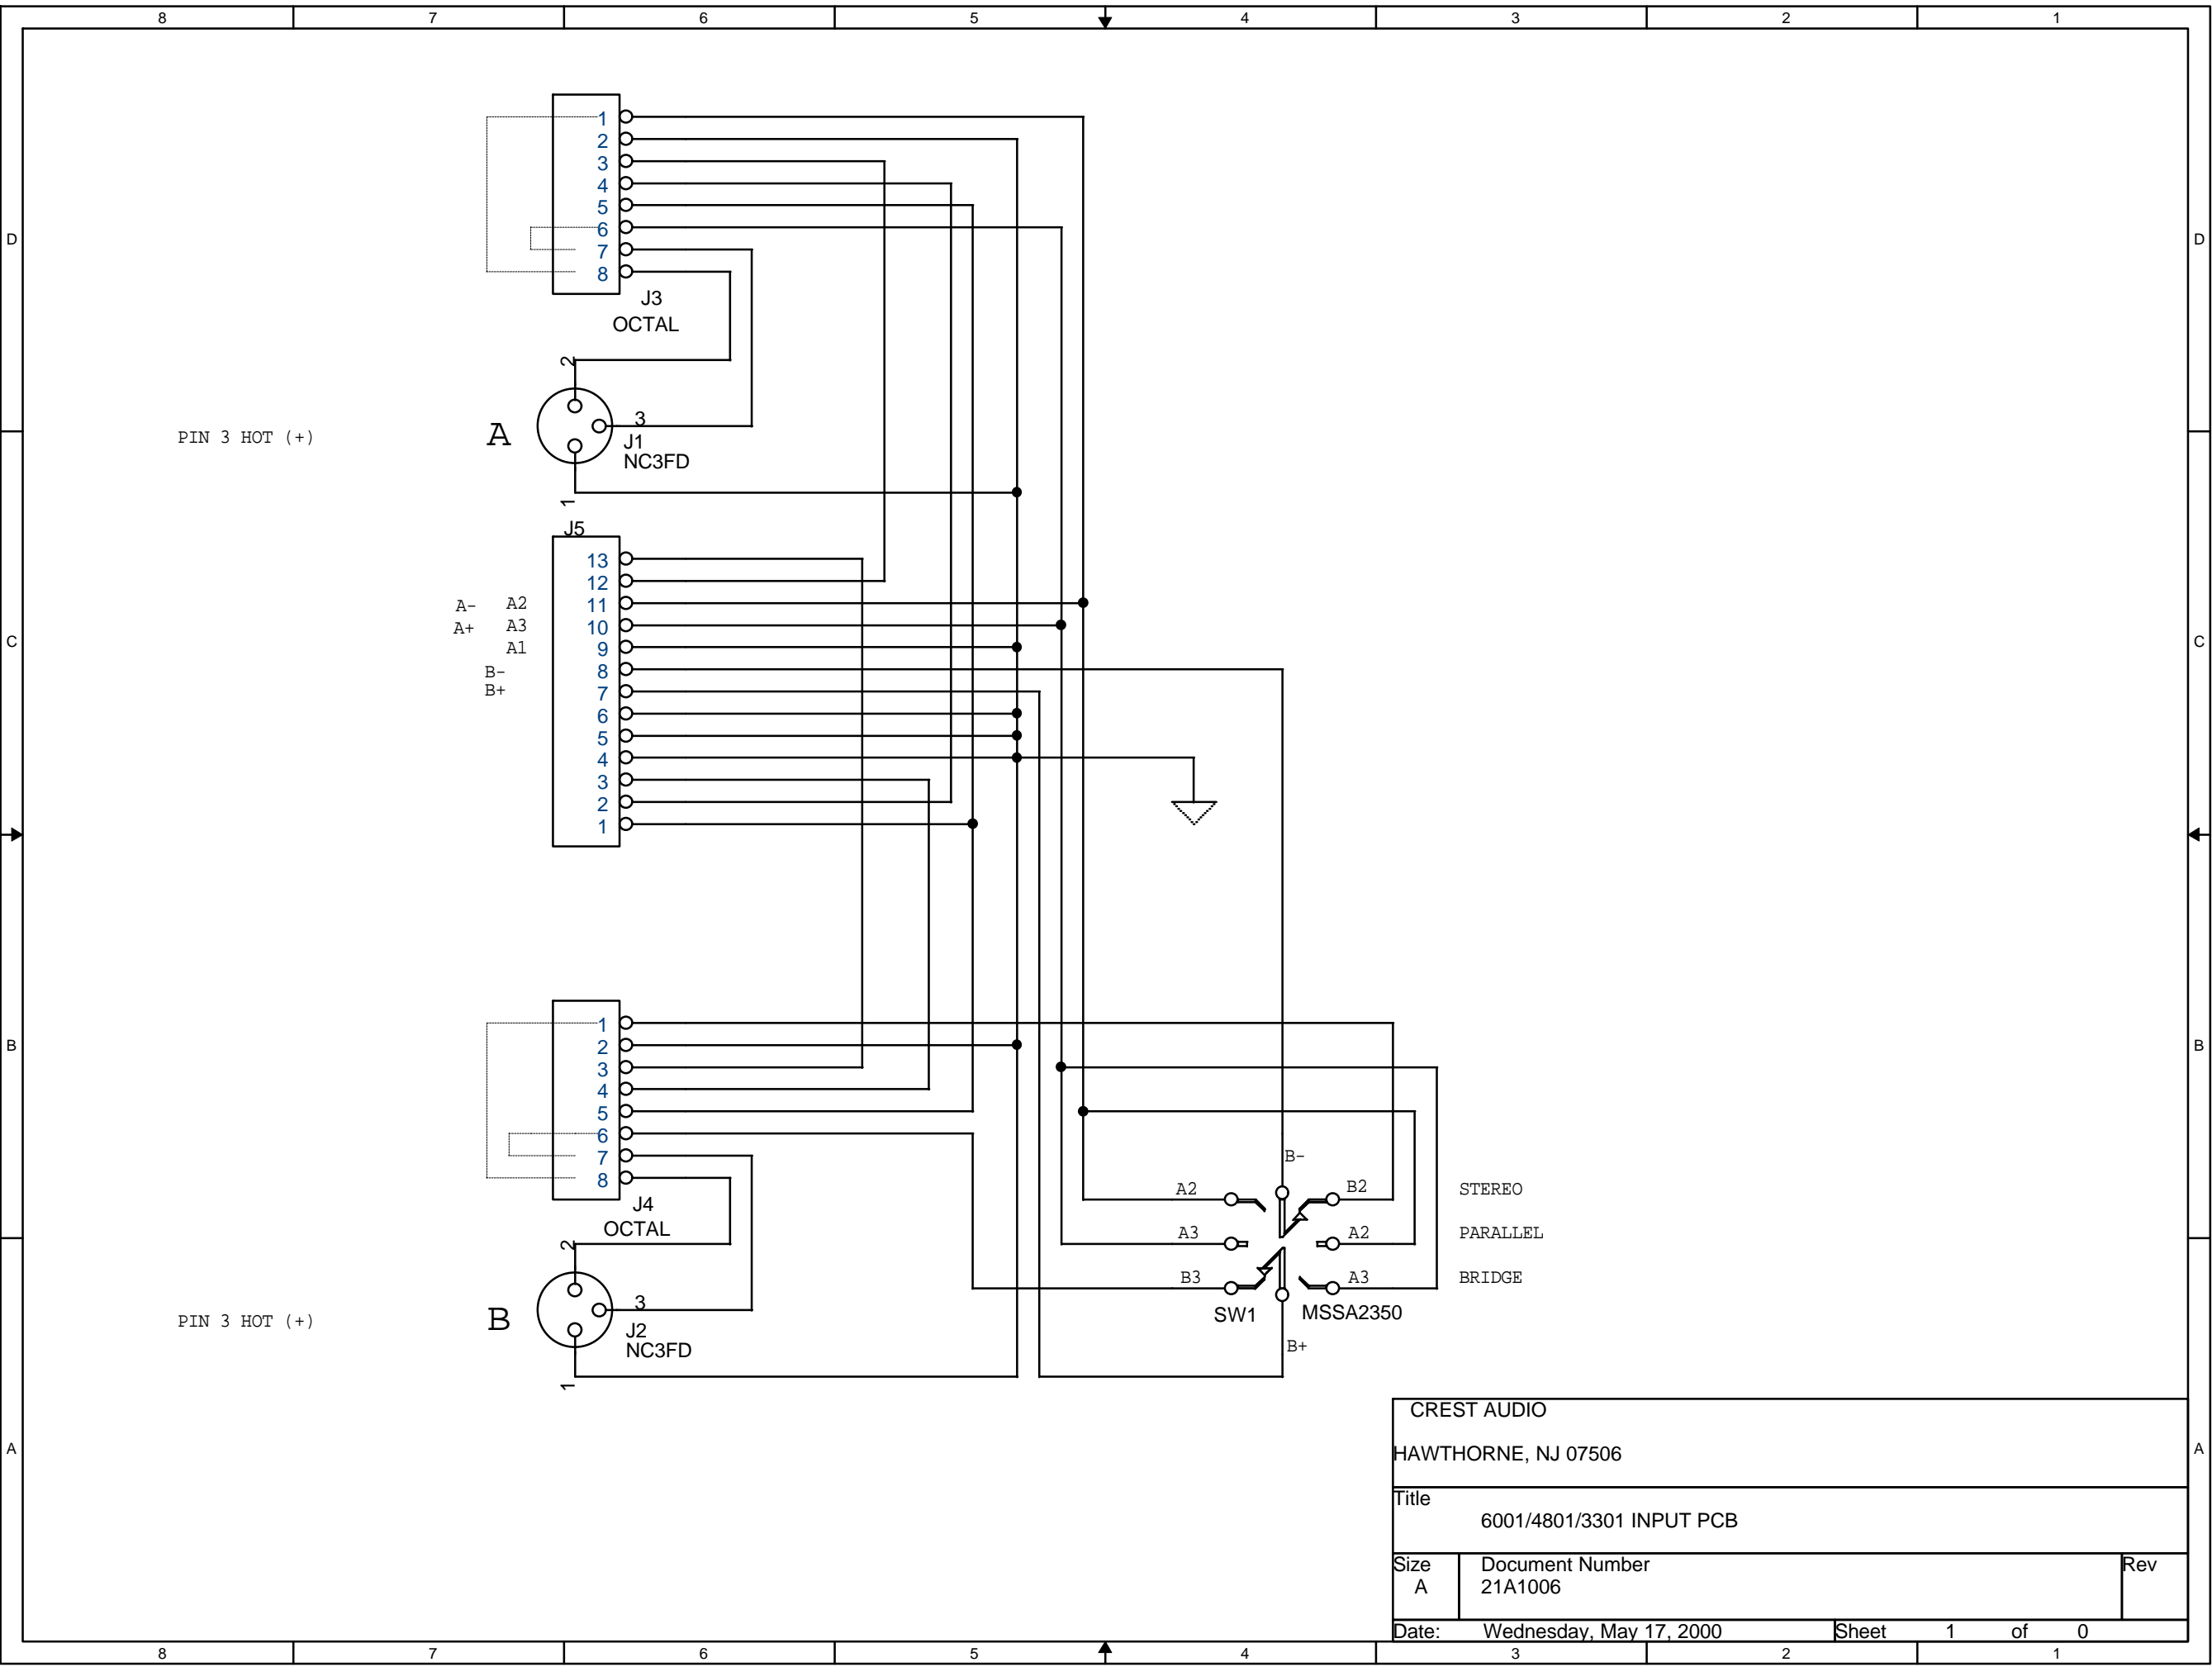 8 7 6 5 4 3 2 1
D D
C C
B B
A A
1
2
3
4
5
6
7
8
J3
OCTAL
2
3
1
A
J1
NC3FD
PIN 3 HOT (+)
J5
13
12
A- A2 11
A+ A3 10
A1 9
B- 8
B+ 7
6
5
4
3
2
1
1
2
3
4
5
6
7
8
J4
OCTAL
2
3
1
B
J2
NC3FD
PIN 3 HOT (+)
B-
A2 B2 STEREO
A3 A2 PARALLEL
B3 A3 BRIDGE
SW1 MSSA2350
B+
CREST AUDIO
HAWTHORNE, NJ 07506
Title
6001/4801/3301 INPUT PCB
Size Document Number Rev
A 21A1006
Date: Wednesday, May 17, 2000 Sheet 1 of 0
8 7 6 5 4 3 2 1